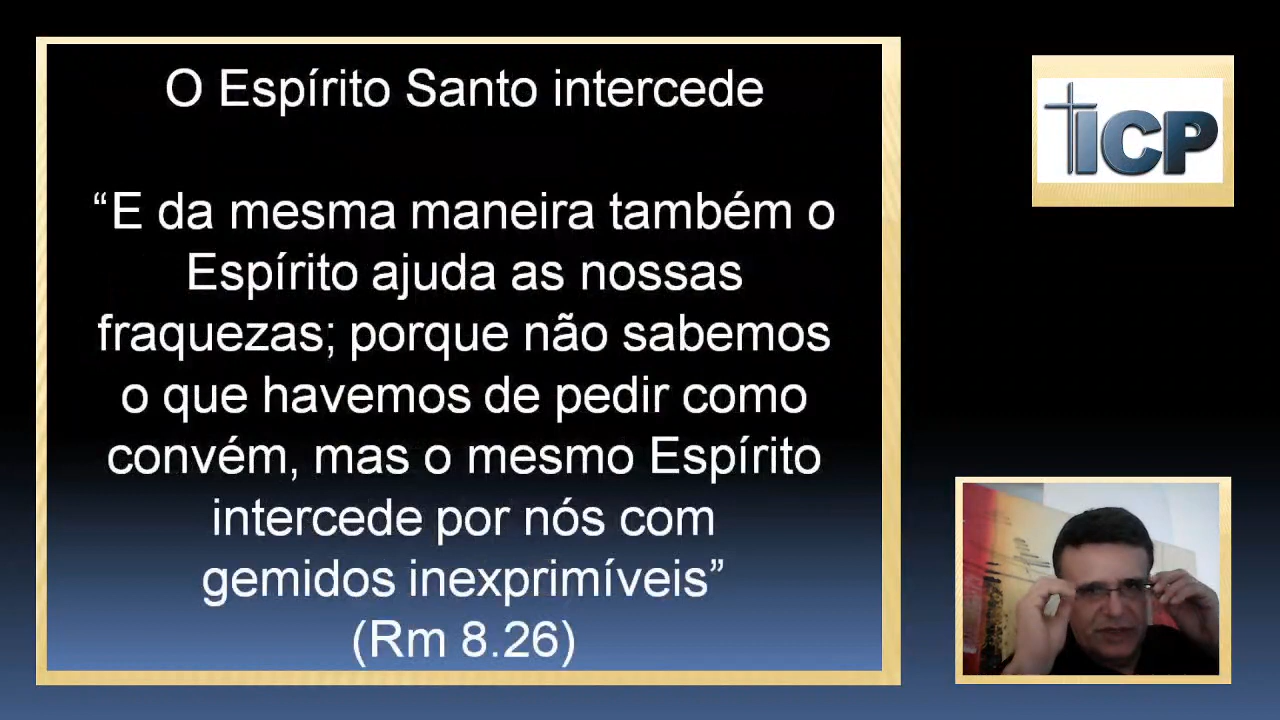 O Espírito Santo intercede
“E da mesma maneira também o
Espírito ajuda as nossas
fraquezas; porque não sabemos
o que havemos de pedir como
convém, mas o mesmo Espírito
intercede por nós com
gemidos inexprimíveis”
(Rm 8.26)
ICP